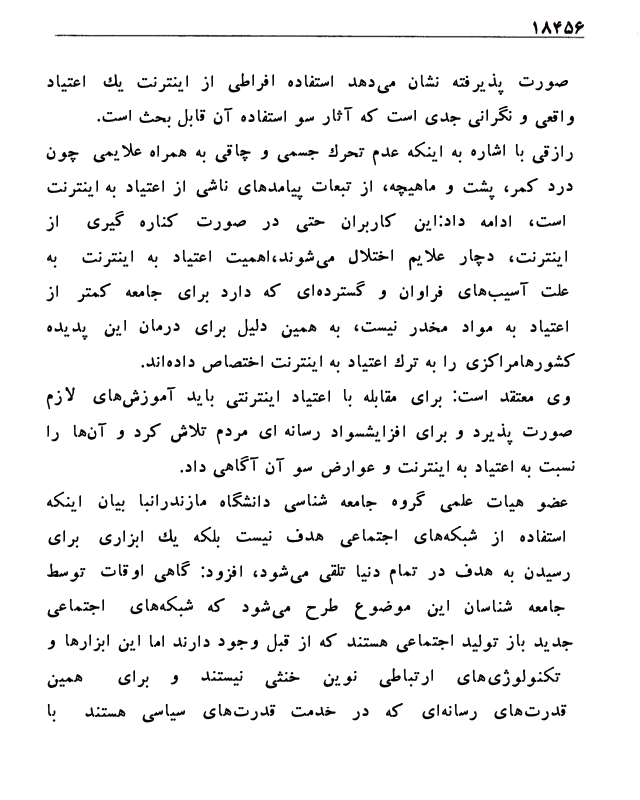 ۱۸۴۵۶
صورت پذیرفته نشان می‌دهد استفاده افراطی از اینترنت یك اعتیاد
واقعی و نگرانی جدی است که آثار سو استفاده آن قابل بحث است.
رازقی با اشاره به اینکه عدم تحرك جسمی و چاقی به همراه علایمی چون
درد کمر، پشت و ماهیچه، از تبعات پیامدهای ناشی از اعتیاد به اینترنت
است، ادامه داد:این کاربران حتی در صورت کناره گیری از
اینترنت، دچار علایم اختلال می‌شوند،اهمیت اعتیاد به اینترنت به
علت آسیب‌های فراوان و گسترده‌ای که دارد برای جامعه کمتر از
اعتیاد به مواد مخدر نیست، به همین دلیل برای درمان این پدیده
کشورهامراکزی را به ترك اعتیاد به اینترنت اختصاص داده‌اند.
وی معتقد است: برای مقابله با اعتیاد اینترنتی باید آموزش‌های لازم
صورت پذیرد و برای افزایشسواد رسانه ای مردم تلاش کرد و آن‌ها را
نسبت به اعتیاد به اینترنت و عوارض سو آن آگاهی داد.
عضو هیات علمی گروه جامعه شناسی دانشگاه مازندرانبا بیان اینکه
استفاده از شبکه‌های اجتماعی هدف نیست بلکه یك ابزاری برای
رسیدن به هدف در تمام دنیا تلقی می‌شود، افزود: گاهی اوقات توسط
جامعه شناسان این موضوع طرح می‌شود که شبکه‌های اجتماعی
جدید باز تولید اجتماعی هستند که از قبل وجود دارند اما این ابزارها و
تکنولوژی‌های ارتباطی نوین خنثی نیستند و برای همین
قدرت‌های رسانه‌ای که در خدمت قدرت‌های سیاسی هستند با